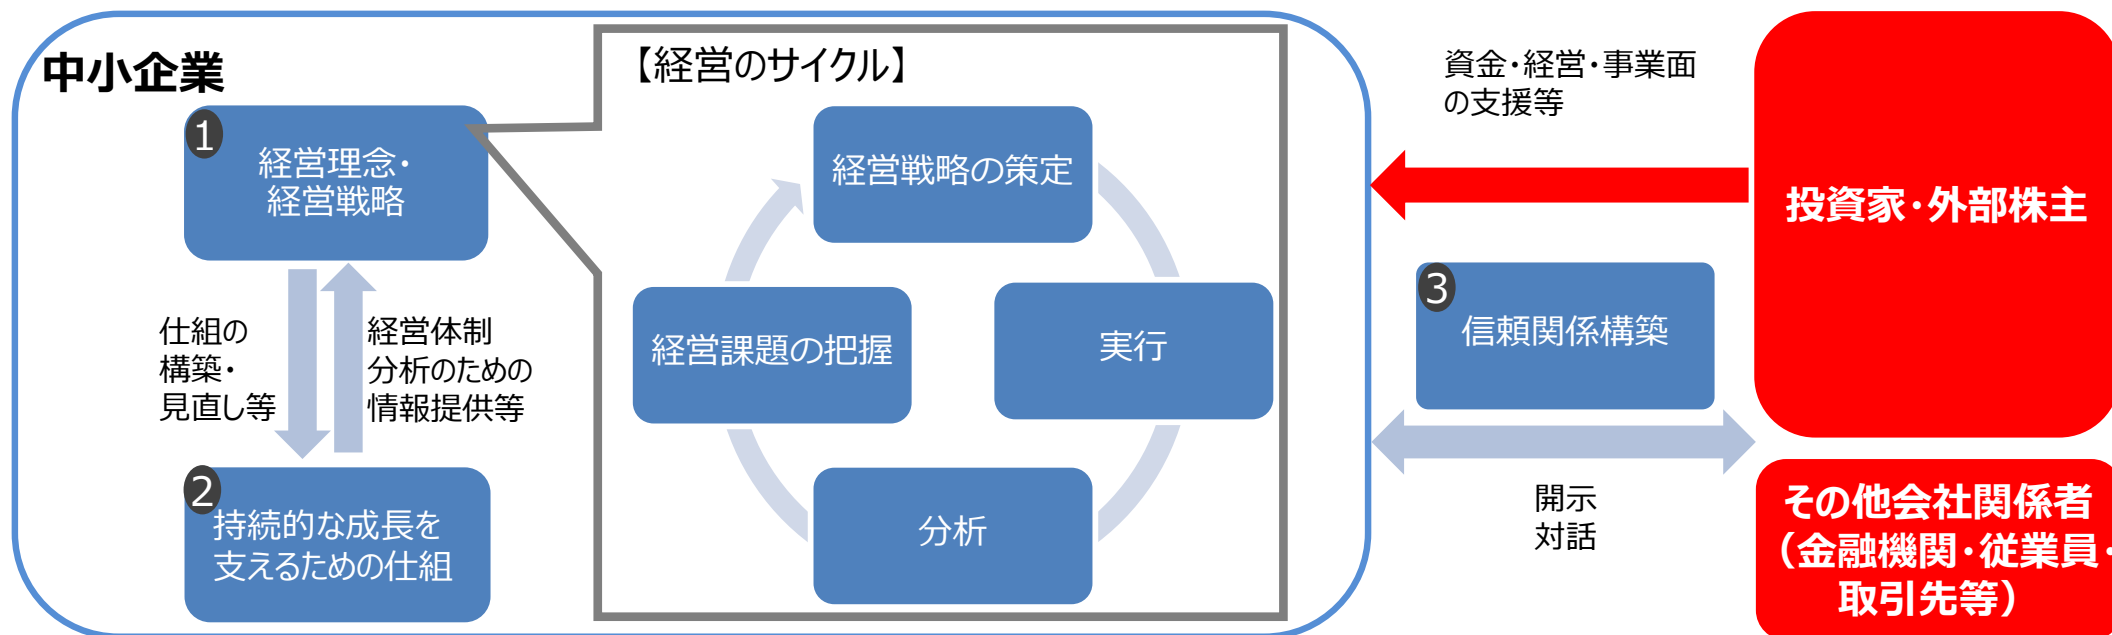 中小企業
1
経営理念・
経営戦略
仕組の
構築・
見直し等
経営体制
分析のための
情報提供等
2
持続的な成長を
支えるための仕組
【経営のサイクル】
経営戦略の策定
実行
分析
経営課題の把握
資金・経営・事業面
の支援等
3
信頼関係構築
開示
対話
投資家・外部株主
その他会社関係者
（金融機関・従業員・
取引先等）